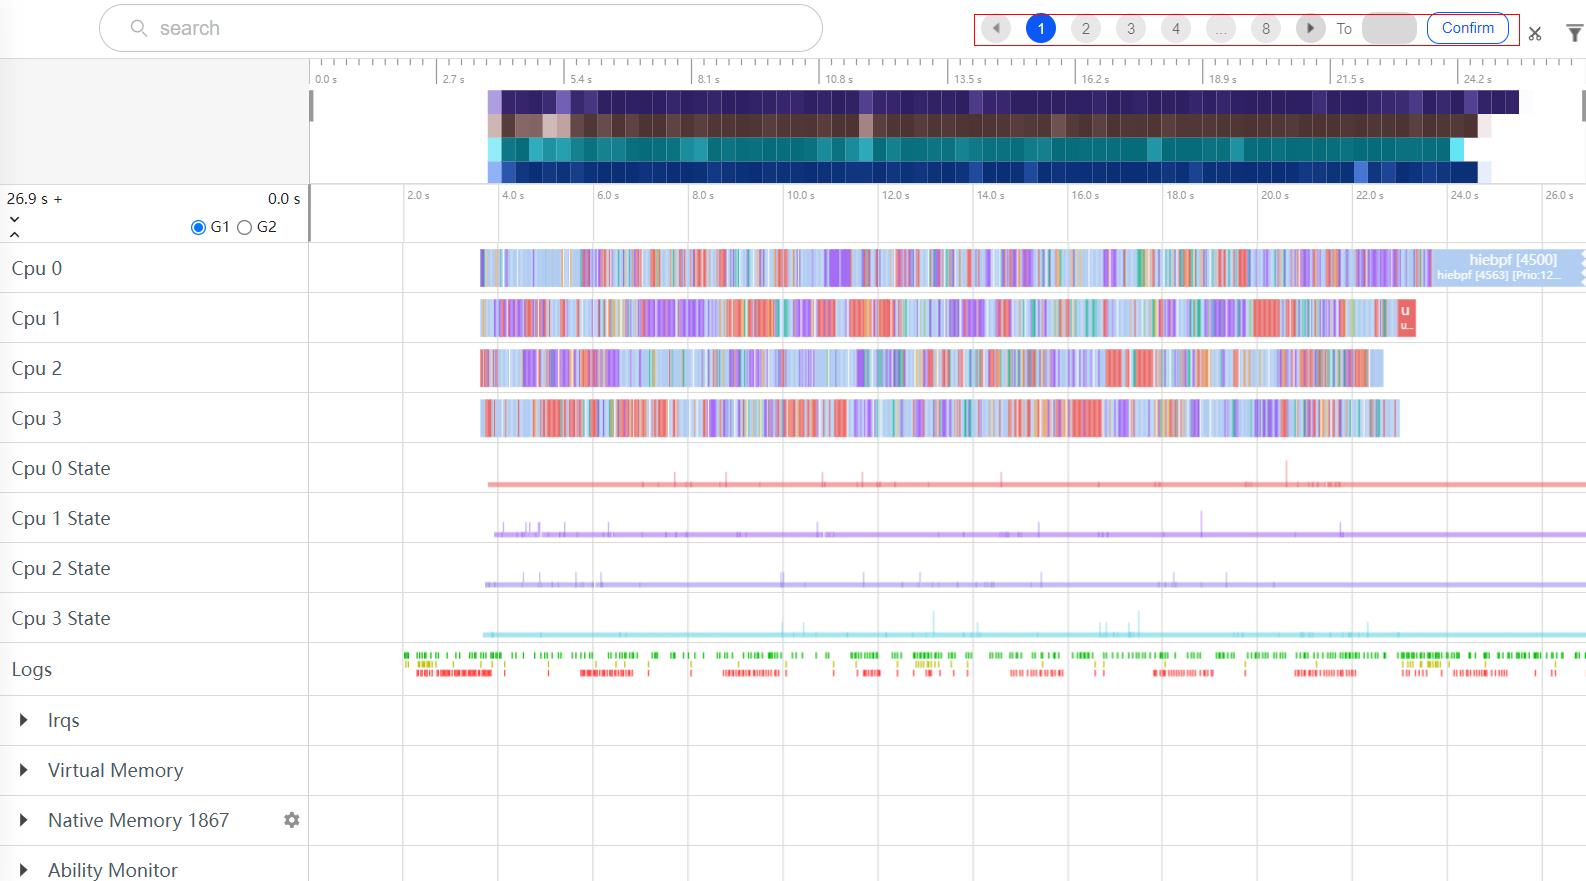 search
1 2 3 4 ... 8 To Confirm
0.0 s 2.7 s 5.4 s 8.1 s 10.8 s 13.5 s 16.2 s 18.9 s 21.5 s 24.2 s
26.9 s + 0.0 s
2.0 s 4.0 s 6.0 s 8.0 s 10.0 s 12.0 s 14.0 s 16.0 s 18.0 s 20.0 s 22.0 s 24.0 s 26.0 s
G1 G2
Cpu 0
hiebpf [4500]
hiebpf [4563] [Prio:12...
Cpu 1
u
u...
Cpu 2
Cpu 3
Cpu 0 State
Cpu 1 State
Cpu 2 State
Cpu 3 State
Logs
Irqs
Virtual Memory
Native Memory 1867
Ability Monitor